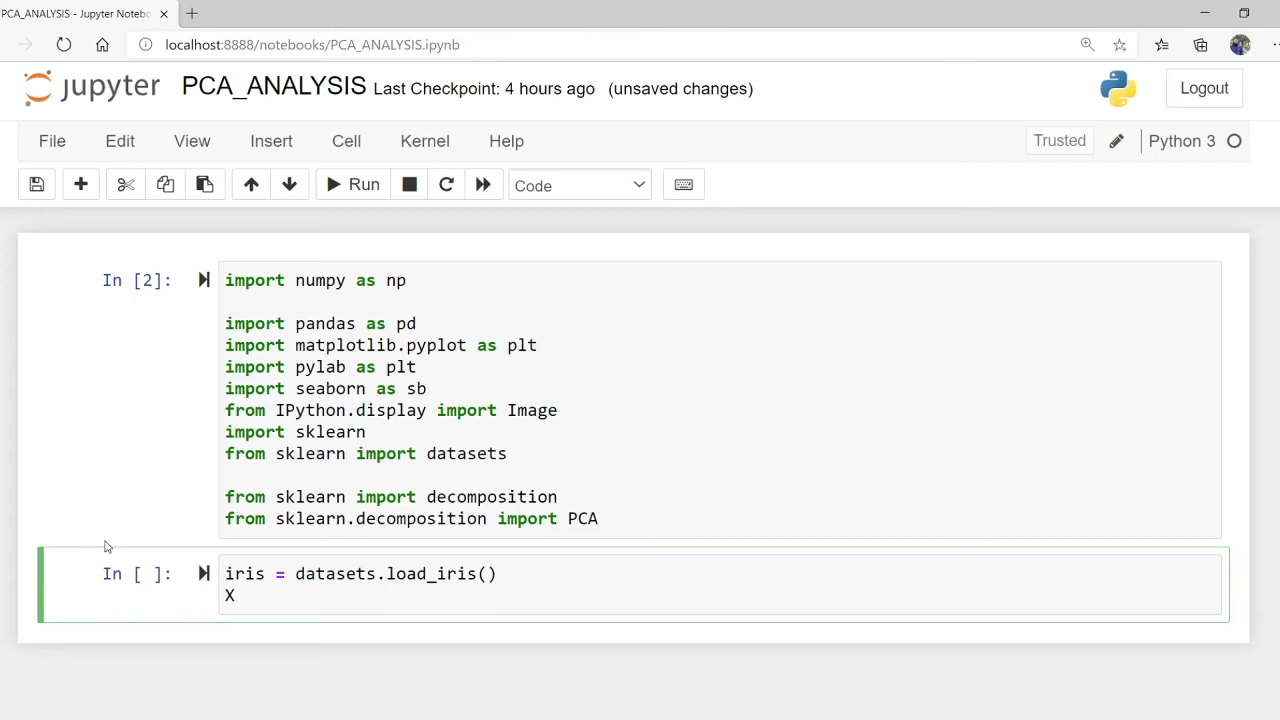 PCA_ANALYSIS - Jupyter Noteb
localhost:8888/notebooks/PCA_ANALYSIS.ipynb
jupyter PCA_ANALYSIS Last Checkpoint: 4 hours ago (unsaved changes) Logout
File Edit View Insert Cell Kernel Help Trusted Python 3
Run Code
In [2]: import numpy as np
import pandas as pd
import matplotlib.pyplot as plt
import pylab as plt
import seaborn as sb
from IPython.display import Image
import sklearn
from sklearn import datasets
from sklearn import decomposition
from sklearn.decomposition import PCA
In [ ]: iris = datasets.load_iris()
X